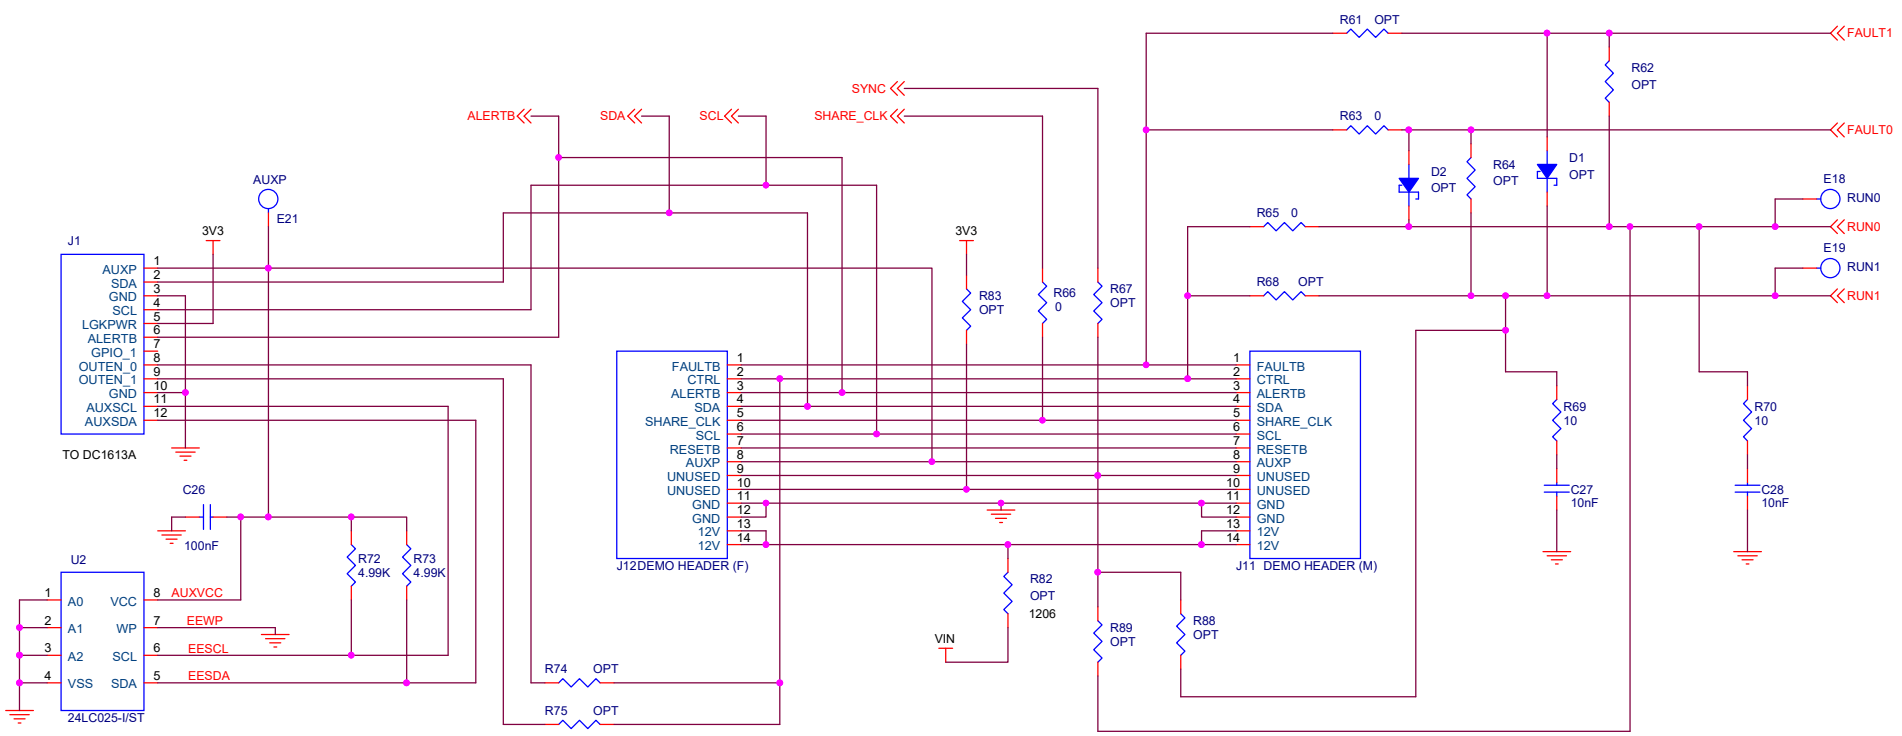 R61 OPT
FAULT1
R62
OPT
SYNC
ALERTB
SDA
SCL
SHARE_CLK
R63 0
FAULT0
D2
OPT
R64
OPT
D1
OPT
AUXP
E21
E18
RUN0
R65 0
RUN0
3V3
3V3
E19
RUN1
R68 OPT
RUN1
J1
AUXP 1
SDA 2
GND 3
SCL 4
LGKPWR 5
ALERTB 6
GPIO_1 7
OUTEN_0 8
OUTEN_1 9
GND 10
AUXSCL 11
AUXSDA 12
TO DC1613A
R83
OPT
R66
0
R67
OPT
FAULTB 1
CTRL 2
ALERTB 3
SDA 4
SHARE_CLK 5
SCL 6
RESETB 7
AUXP 8
UNUSED 9
UNUSED 10
GND 11
GND 12
12V 13
12V 14
J12 DEMO HEADER (F)
1 FAULTB
2 CTRL
3 ALERTB
4 SDA
5 SHARE_CLK
6 SCL
7 RESETB
8 AUXP
9 UNUSED
10 UNUSED
11 GND
12 GND
13 12V
14 12V
J11 DEMO HEADER (M)
R69
10
R70
10
C27
10nF
C28
10nF
C26
100nF
R72
4.99K
R73
4.99K
U2
1 A0 VCC 8 AUXVCC
2 A1 WP 7 EEWP
3 A2 SCL 6 EESCL
4 VSS SDA 5 EESDA
24LC025-I/ST
R82
OPT
1206
VIN
R89
OPT
R88
OPT
R74 OPT
R75 OPT